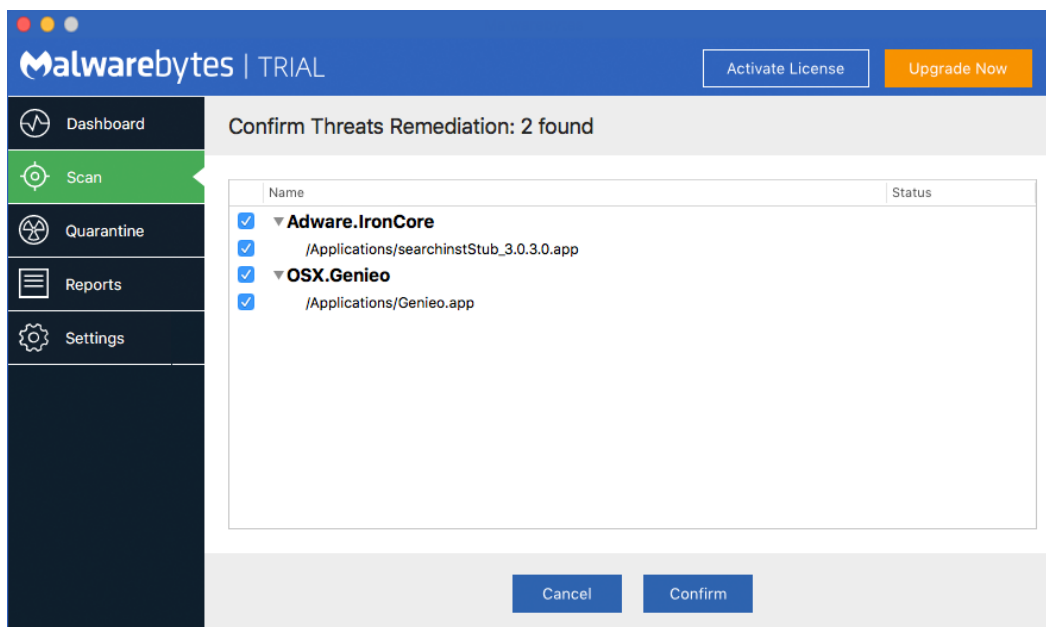 Malwarebytes | TRIAL
Activate License
Upgrade Now
Dashboard
Scan
Quarantine
Reports
Settings
Confirm Threats Remediation: 2 found
Name
Status
Adware.IronCore
/Applications/searchinstStub_3.0.3.0.app
OSX.Genieo
/Applications/Genieo.app
Cancel
Confirm